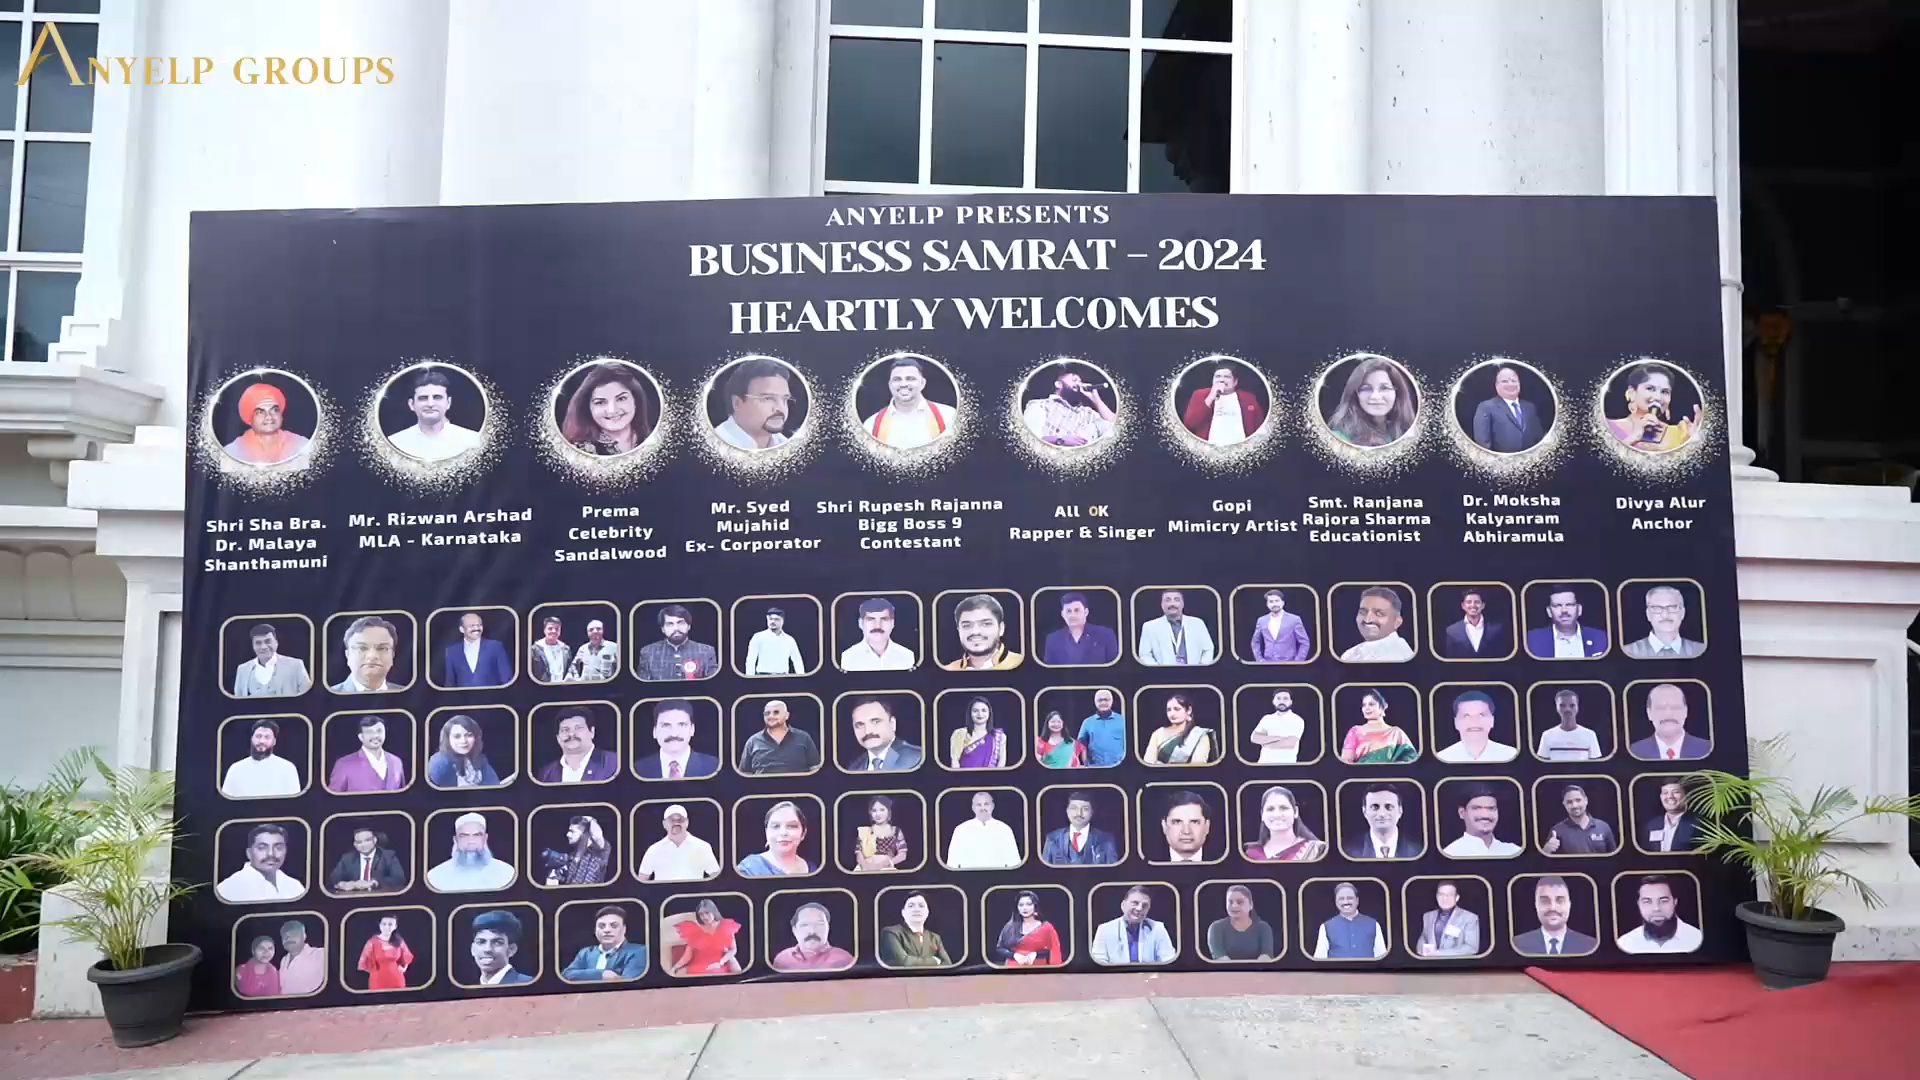 ANYELP GROUPS
ANYELP PRESENTS
BUSINESS SAMRAT – 2024
HEARTLY WELCOMES
Shri Sha Bra.
Dr. Malaya
Shanthamuni
Mr. Rizwan Arshad
MLA - Karnataka
Prema
Celebrity
Sandalwood
Mr. Syed
Mujahid
Ex- Corporator
Shri Rupesh Rajanna
Bigg Boss 9
Contestant
All OK
Rapper & Singer
Gopi
Mimicry Artist
Smt. Ranjana
Rajora Sharma
Educationist
Dr. Moksha
Kalyanram
Abhiramula
Divya Alur
Anchor